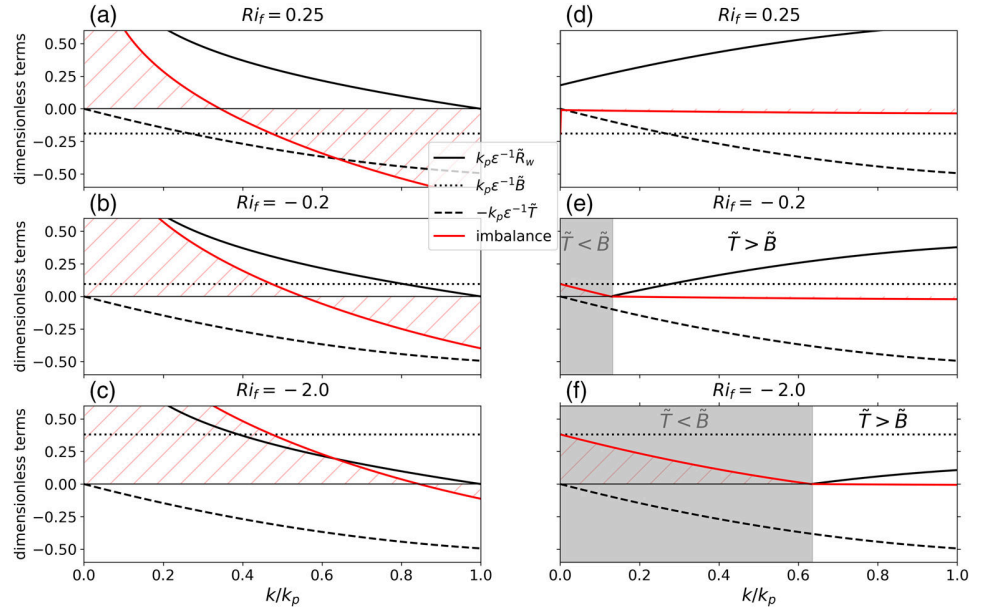 (a) Ri_f = 0.25
(d) Ri_f = 0.25
dimensionless terms
0.50
0.25
0.00
−0.25
−0.50
k_p ε^{−1} R̃_w
k_p ε^{−1} B̃
−k_p ε^{−1} T̃
imbalance
(b) Ri_f = −0.2
(e) Ri_f = −0.2
dimensionless terms
0.50
0.25
0.00
−0.25
−0.50
T̃ < B̃
T̃ > B̃
(c) Ri_f = −2.0
(f) Ri_f = −2.0
dimensionless terms
0.50
0.25
0.00
−0.25
−0.50
T̃ < B̃
T̃ > B̃
0.0 0.2 0.4 0.6 0.8 1.0
k/k_p
0.0 0.2 0.4 0.6 0.8 1.0
k/k_p